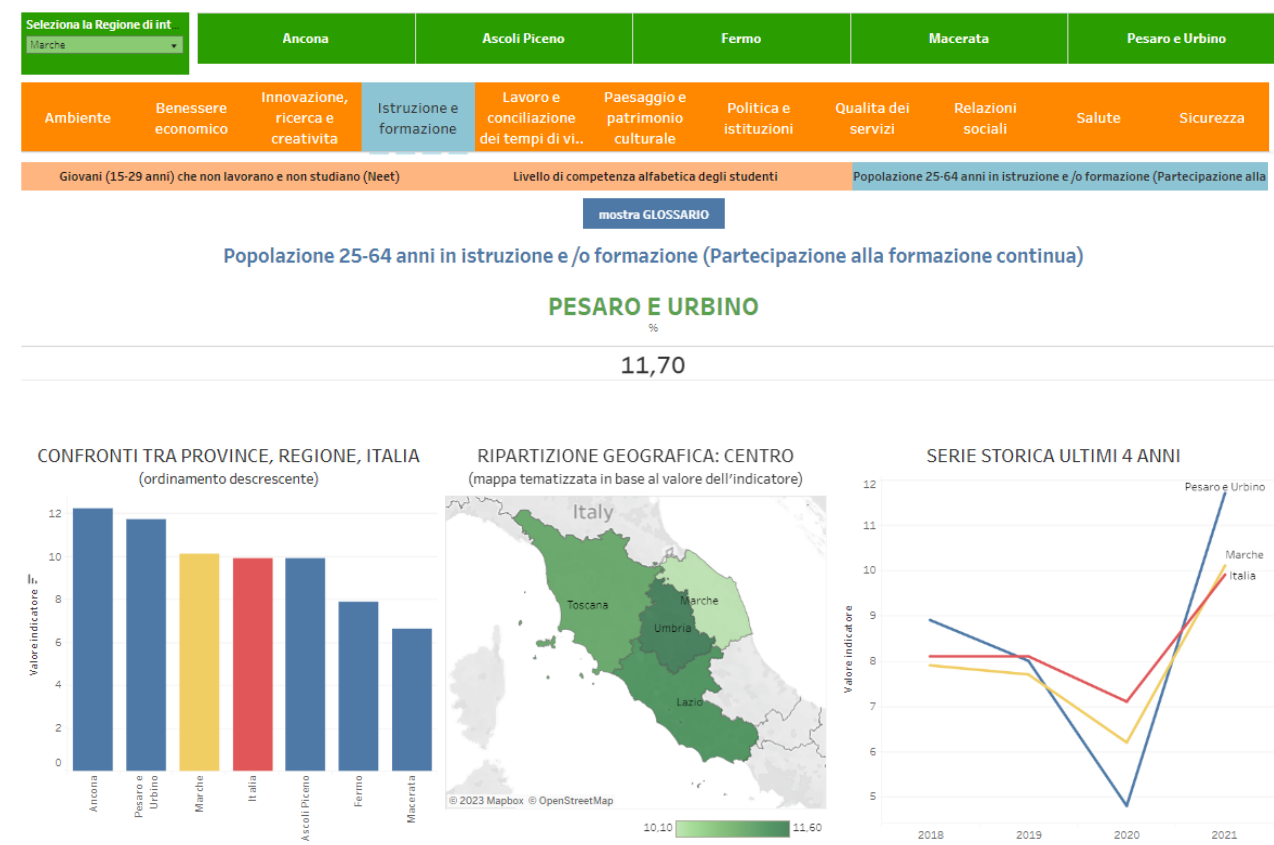 Seleziona la Regione di int...
Marche
Ancona
Ascoli Piceno
Fermo
Macerata
Pesaro e Urbino
Ambiente
Benessere
economico
Innovazione,
ricerca e
creatività
Istruzione e
formazione
Lavoro e
conciliazione
dei tempi di vi..
Paesaggio e
patrimonio
culturale
Politica e
istituzioni
Qualita dei
servizi
Relazioni
sociali
Salute
Sicurezza
Giovani (15-29 anni) che non lavorano e non studiano (Neet)
Livello di competenza alfabetica degli studenti
Popolazione 25-64 anni in istruzione e /o formazione (Partecipazione alla
mostra GLOSSARIO
Popolazione 25-64 anni in istruzione e /o formazione (Partecipazione alla formazione continua)
PESARO E URBINO
%
11,70
CONFRONTI TRA PROVINCE, REGIONE, ITALIA
(ordinamento descrescente)
Valore indicatore
12
10
8
6
4
2
0
Ancona
Pesaro e
Urbino
Marche
Italia
Ascoli Piceno
Fermo
Macerata
RIPARTIZIONE GEOGRAFICA: CENTRO
(mappa tematizzata in base al valore dell'indicatore)
Italy
Toscana
Marche
Umbria
Lazio
© 2023 Mapbox © OpenStreetMap
10,10
11,60
SERIE STORICA ULTIMI 4 ANNI
Valore indicatore
12
11
10
9
8
7
6
5
Pesaro e Urbino
Marche
Italia
2018
2019
2020
2021